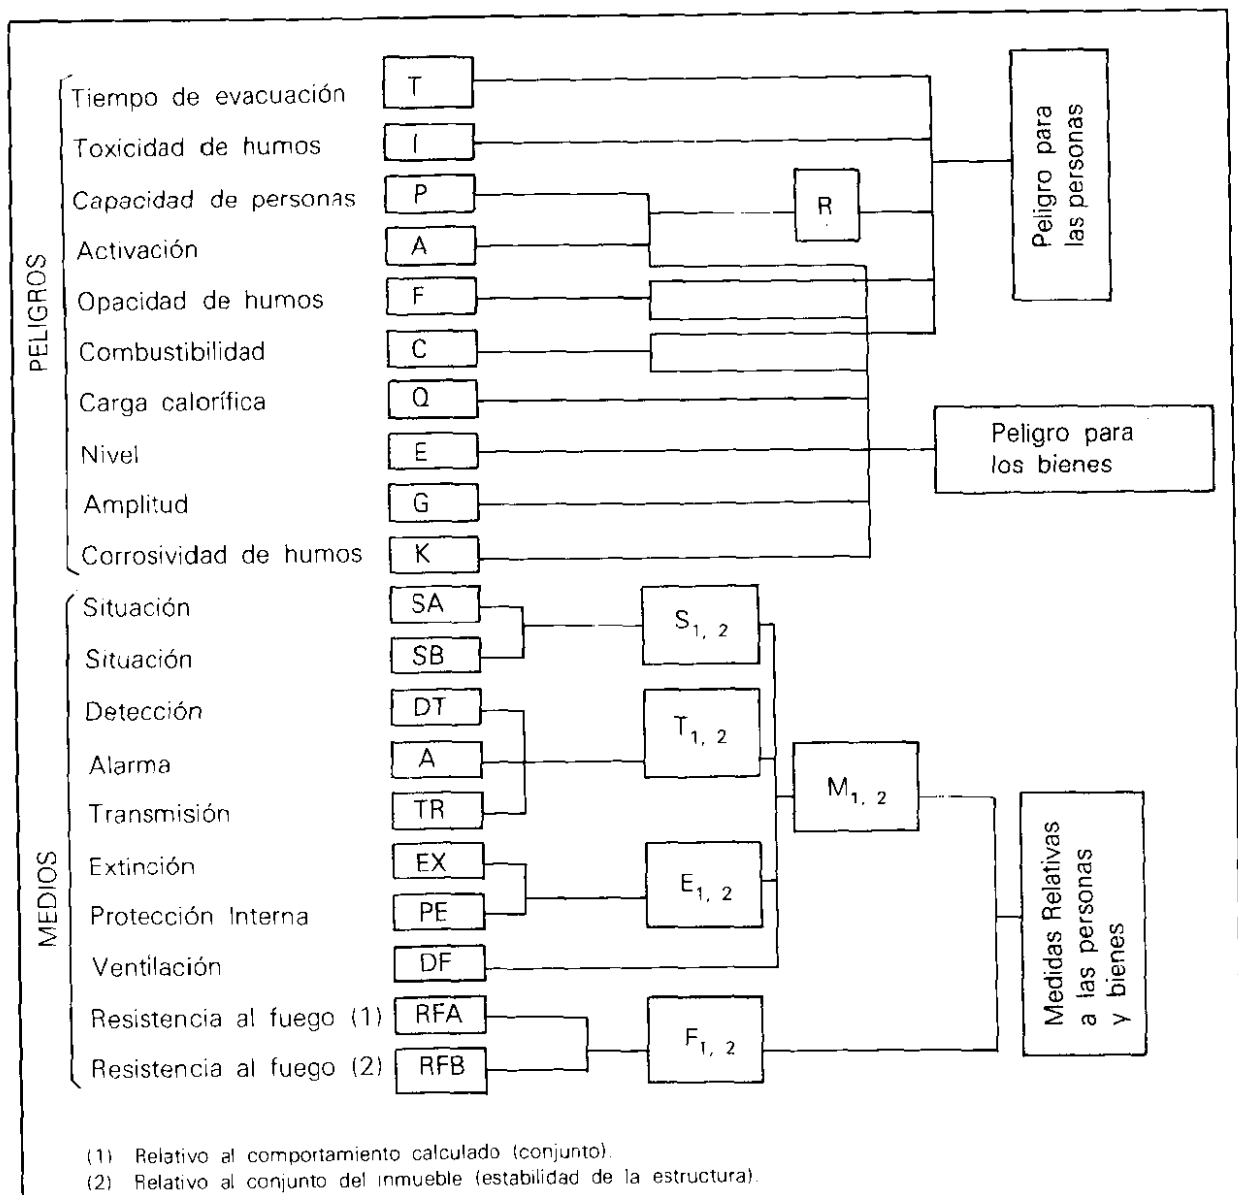 PELIGROS
Tiempo de evacuación T
Toxicidad de humos I
Capacidad de personas P
Activación A
Opacidad de humos F
Combustibilidad C
Carga calorífica Q
Nivel E
Amplitud G
Corrosividad de humos K
R
Peligro para
las personas
Peligro para
los bienes
MEDIOS
Situación SA
Situación SB
Detección DT
Alarma A
Transmisión TR
Extinción EX
Protección Interna PE
Ventilación DF
Resistencia al fuego (1) RFA
Resistencia al fuego (2) RFB
S1, 2
T1, 2
E1, 2
F1, 2
M1, 2
Medidas Relativas
a las personas
y bienes
(1) Relativo al comportamiento calculado (conjunto).
(2) Relativo al conjunto del inmueble (estabilidad de la estructura).